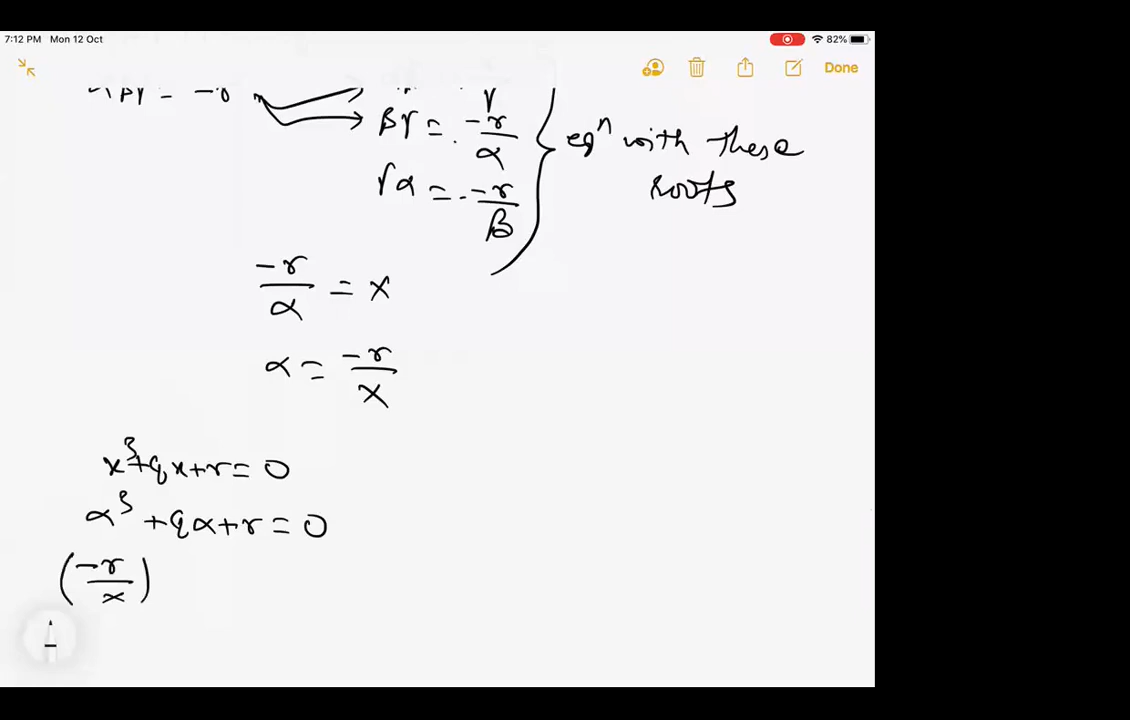 7:12 PM Mon 12 Oct
82%
Done
βγ = -r/α
γα = -r/β
eqⁿ with these
roots
-r/α = x
α = -r/x
x³+qx+r=0
α³+qα+r=0
(-r/x)